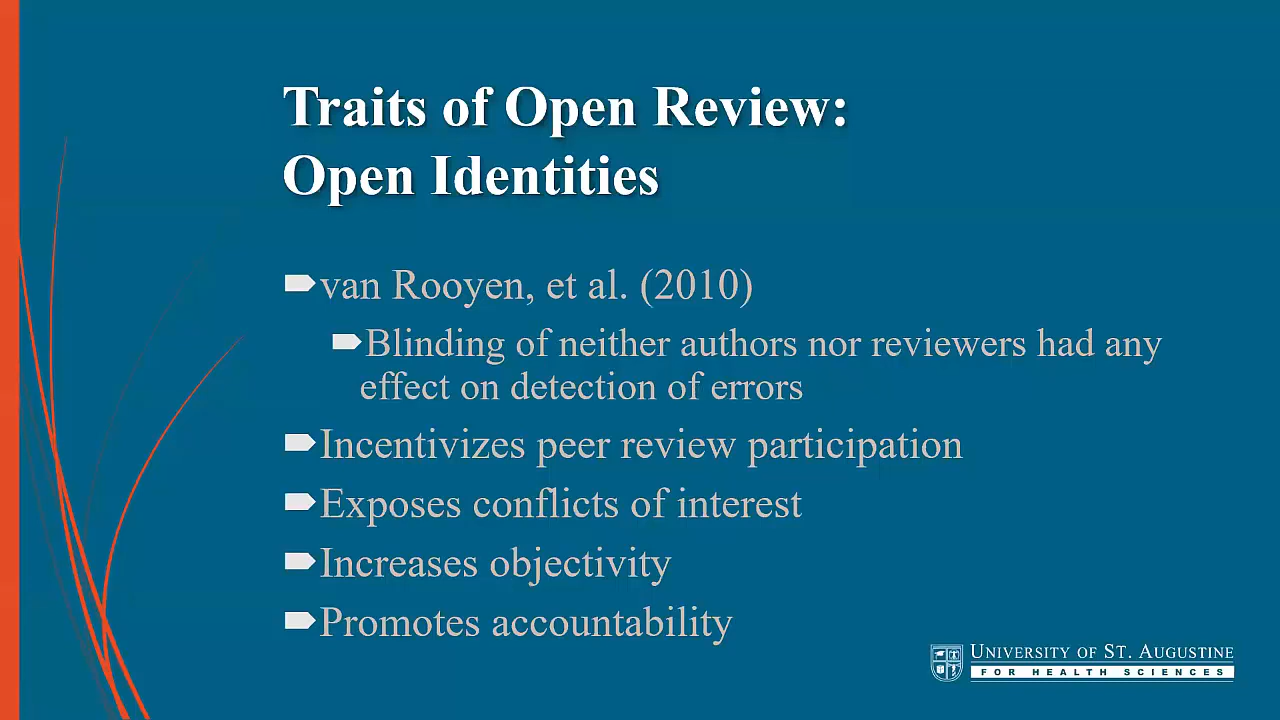 Traits of Open Review:
Open Identities
van Rooyen, et al. (2010)
Blinding of neither authors nor reviewers had any
effect on detection of errors
Incentivizes peer review participation
Exposes conflicts of interest
Increases objectivity
Promotes accountability
UNIVERSITY OF ST. AUGUSTINE
FOR HEALTH SCIENCES